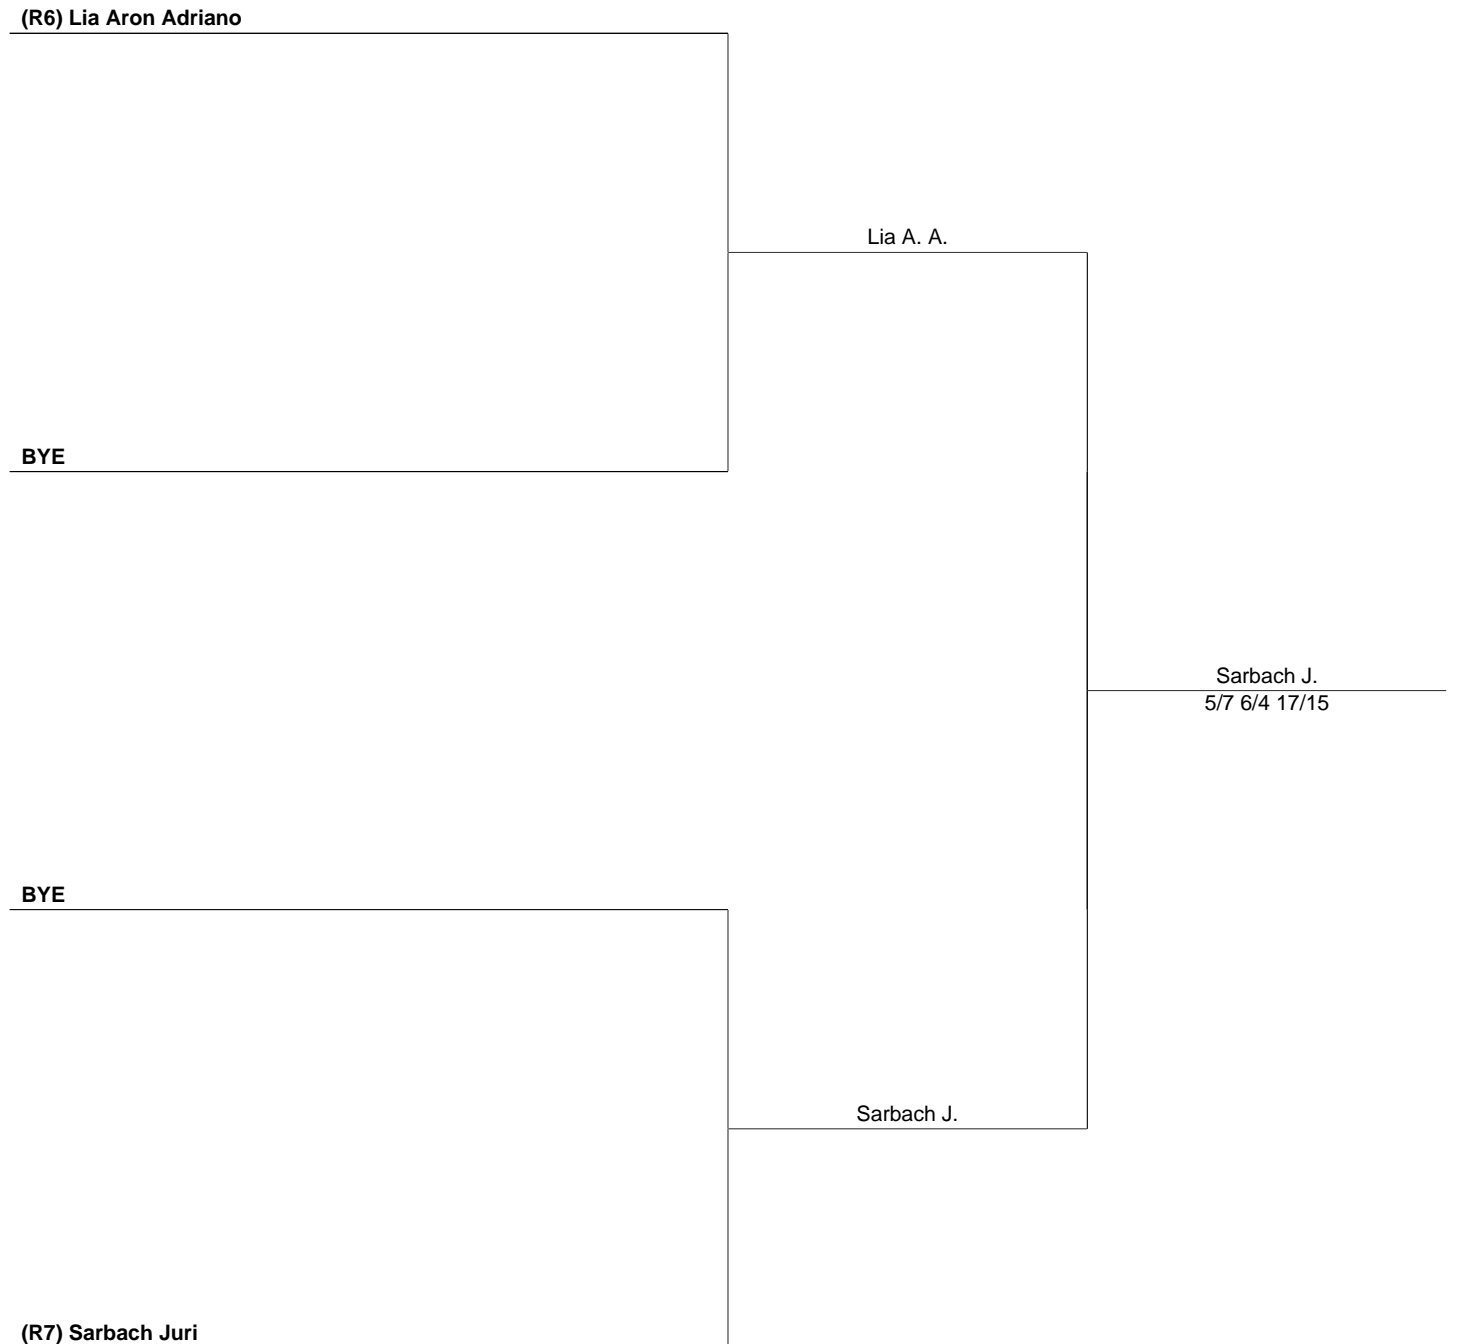 (R6) Lia Aron Adriano
Lia A. A.
BYE
Sarbach J.
5/7 6/4 17/15
BYE
Sarbach J.
(R7) Sarbach Juri